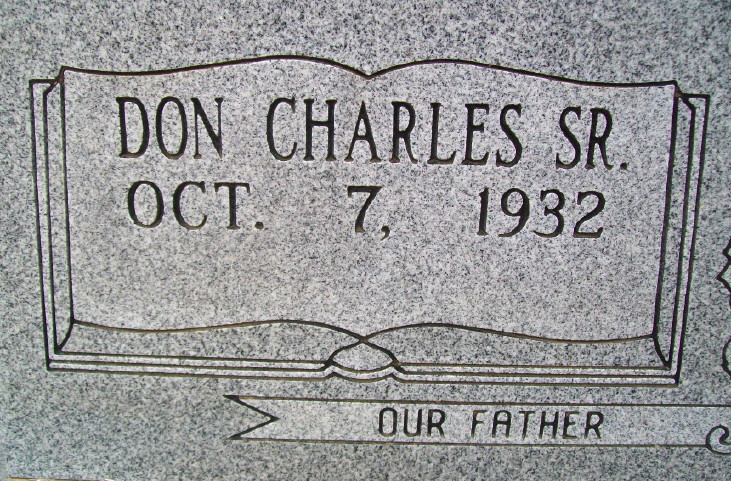 DON CHARLES SR.
OCT. 7, 1932
OUR FATHER